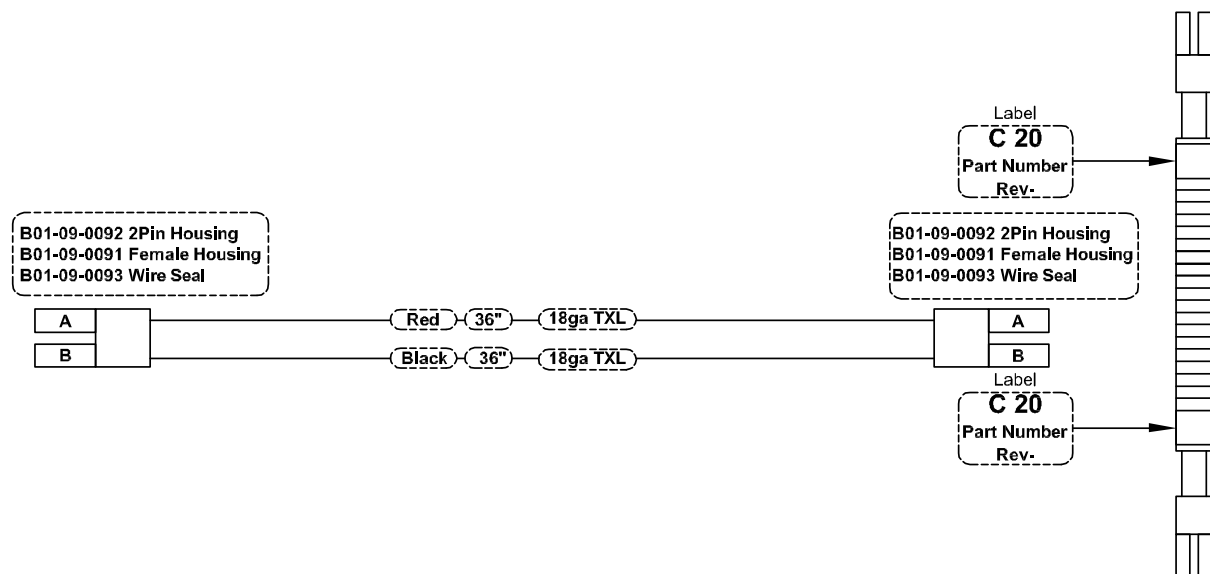 Label
C 20
Part Number
Rev-
B01-09-0092 2Pin Housing
B01-09-0091 Female Housing
B01-09-0093 Wire Seal
B01-09-0092 2Pin Housing
B01-09-0091 Female Housing
B01-09-0093 Wire Seal
A Red 36" 18ga TXL A
B Black 36" 18ga TXL B
Label
C 20
Part Number
Rev-